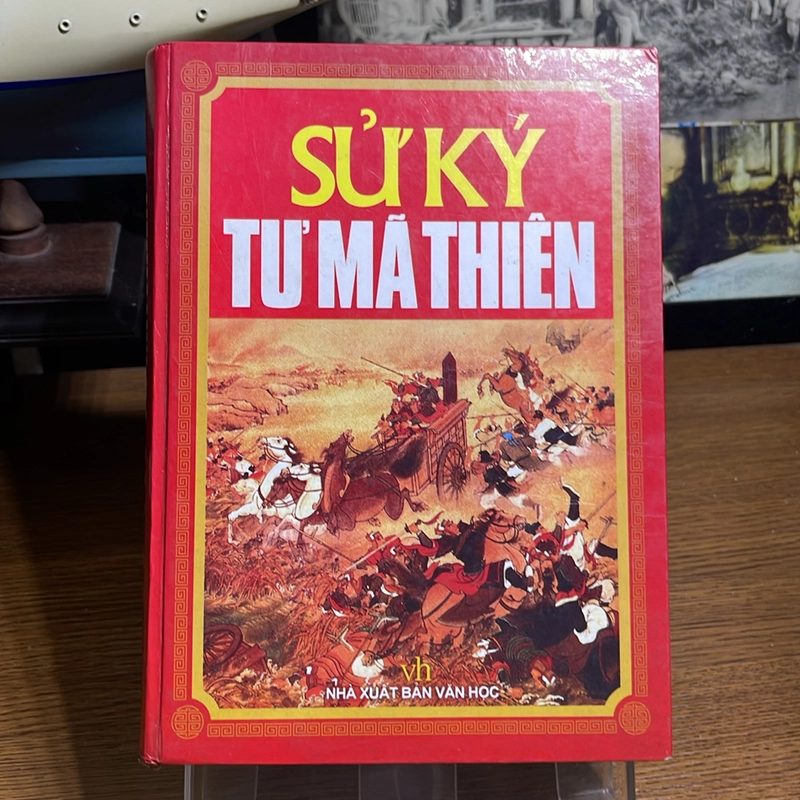 SỬ KÝ
TƯ MÃ THIÊN
vh
NHÀ XUẤT BẢN VĂN HỌC